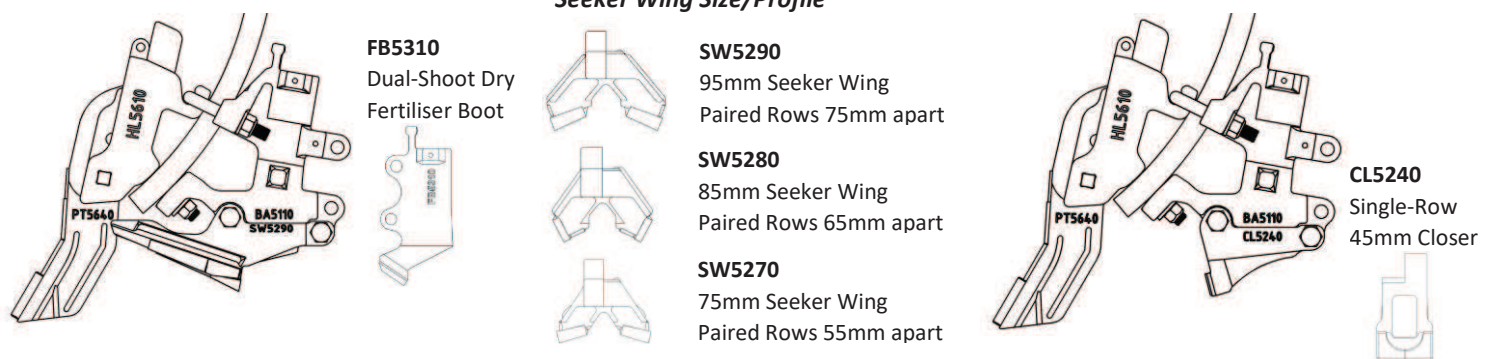 Seeker Wing Size/Profile
HL5610
PT5640
BA5110
SW5290
FB5310
Dual-Shoot Dry
Fertiliser Boot
FB5310
SW5290
95mm Seeker Wing
Paired Rows 75mm apart
SW5280
85mm Seeker Wing
Paired Rows 65mm apart
SW5270
75mm Seeker Wing
Paired Rows 55mm apart
HL5610
PT5640
BA5110
CL5240
CL5240
Single-Row
45mm Closer